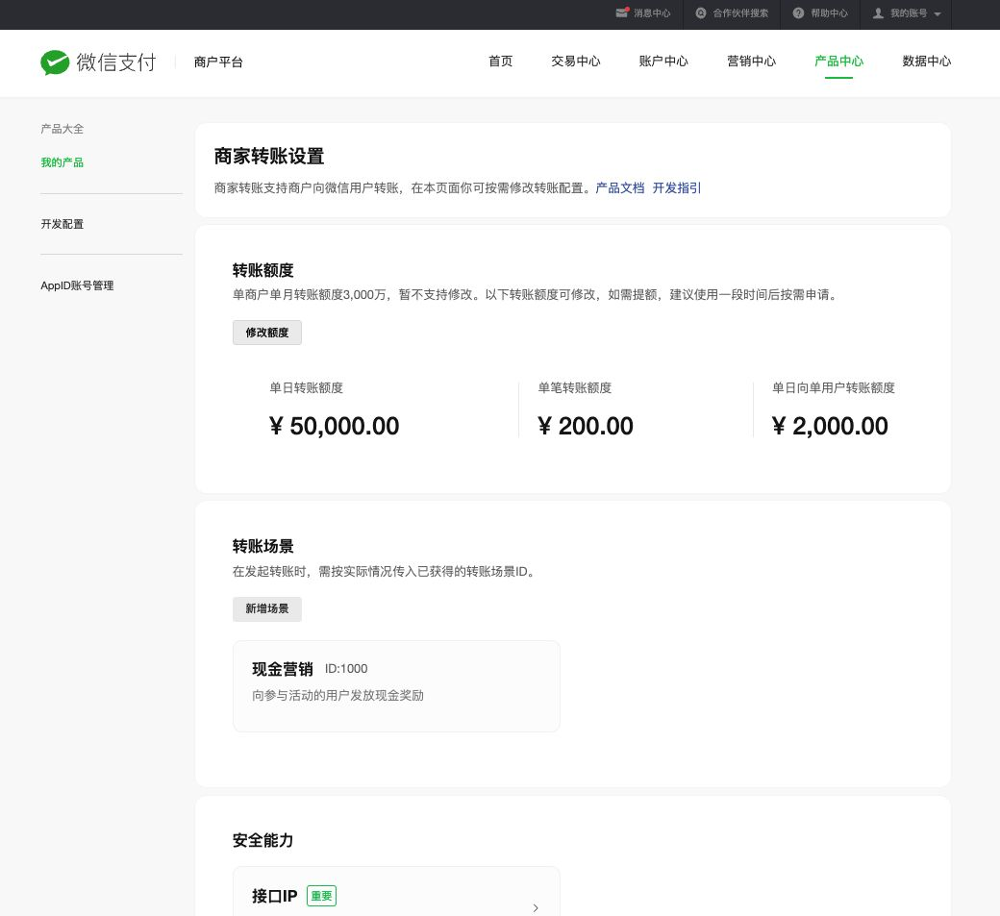 消息中心 合作伙伴搜索 帮助中心 我的账号
微信支付 商户平台 首页 交易中心 账户中心 营销中心 产品中心 数据中心
产品大全
我的产品
开发配置
AppID账号管理
商家转账设置
商家转账支持商户向微信用户转账，在本页面你可按需修改转账配置。产品文档 开发指引
转账额度
单商户单月转账额度3,000万，暂不支持修改。以下转账额度可修改，如需提额，建议使用一段时间后按需申请。
修改额度
单日转账额度 单笔转账额度 单日向单用户转账额度
¥ 50,000.00 ¥ 200.00 ¥ 2,000.00
转账场景
在发起转账时，需按实际情况传入已获得的转账场景ID。
新增场景
现金营销 ID:1000
向参与活动的用户发放现金奖励
安全能力
接口IP 重要